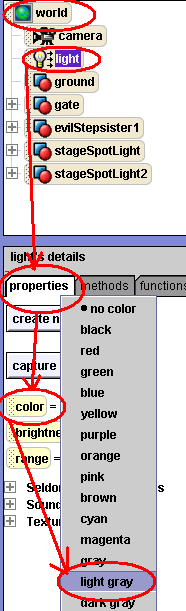 world
camera
light
ground
gate
evilStepsister1
stageSpotLight
stageSpotLight2
light's details
properties
methods
functions
no color
create n
black
red
green
capture
blue
yellow
color =
purple
orange
brightne
pink
range =
brown
Seldo
s
cyan
Soun
magenta
Textu
gray
light gray
dark gray